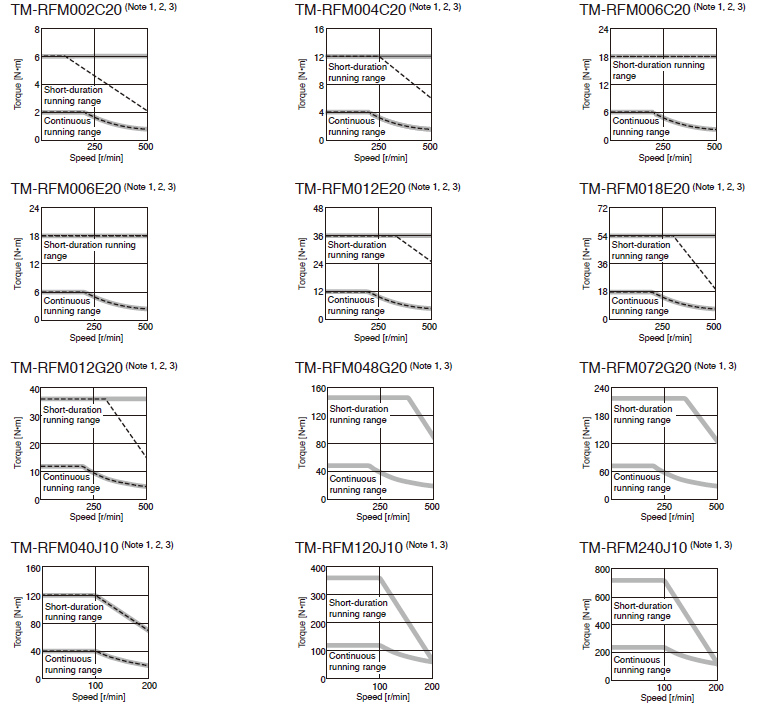 TM-RFM002C20 (Note 1, 2, 3)
8
6
4
2
0
Torque [N•m]
Short-duration
running range
Continuous
running range
250
500
Speed [r/min]
TM-RFM004C20 (Note 1, 2, 3)
16
12
8
4
0
Torque [N•m]
Short-duration
running range
Continuous
running range
250
500
Speed [r/min]
TM-RFM006C20 (Note 1, 2, 3)
24
18
12
6
0
Torque [N•m]
Short-duration running
range
Continuous
running range
250
500
Speed [r/min]
TM-RFM006E20 (Note 1, 2, 3)
24
18
12
6
0
Torque [N•m]
Short-duration running
range
Continuous
running range
250
500
Speed [r/min]
TM-RFM012E20 (Note 1, 2, 3)
48
36
24
12
0
Torque [N•m]
Short-duration
running range
Continuous
running range
250
500
Speed [r/min]
TM-RFM018E20 (Note 1, 2, 3)
72
54
36
18
0
Torque [N•m]
Short-duration
running range
Continuous
running range
250
500
Speed [r/min]
TM-RFM012G20 (Note 1, 2, 3)
40
30
20
10
0
Torque [N•m]
Short-duration
running range
Continuous
running range
250
500
Speed [r/min]
TM-RFM048G20 (Note 1, 3)
160
120
80
40
0
Torque [N•m]
Short-duration
running range
Continuous
running range
250
500
Speed [r/min]
TM-RFM072G20 (Note 1, 3)
240
180
120
60
0
Torque [N•m]
Short-duration
running range
Continuous
running range
250
500
Speed [r/min]
TM-RFM040J10 (Note 1, 2, 3)
160
120
80
40
0
Torque [N•m]
Short-duration
running range
Continuous
running range
100
200
Speed [r/min]
TM-RFM120J10 (Note 1, 3)
400
300
200
100
0
Torque [N•m]
Short-duration
running range
Continuous
running range
100
200
Speed [r/min]
TM-RFM240J10 (Note 1, 3)
800
600
400
200
0
Torque [N•m]
Short-duration
running range
Continuous
running range
100
200
Speed [r/min]